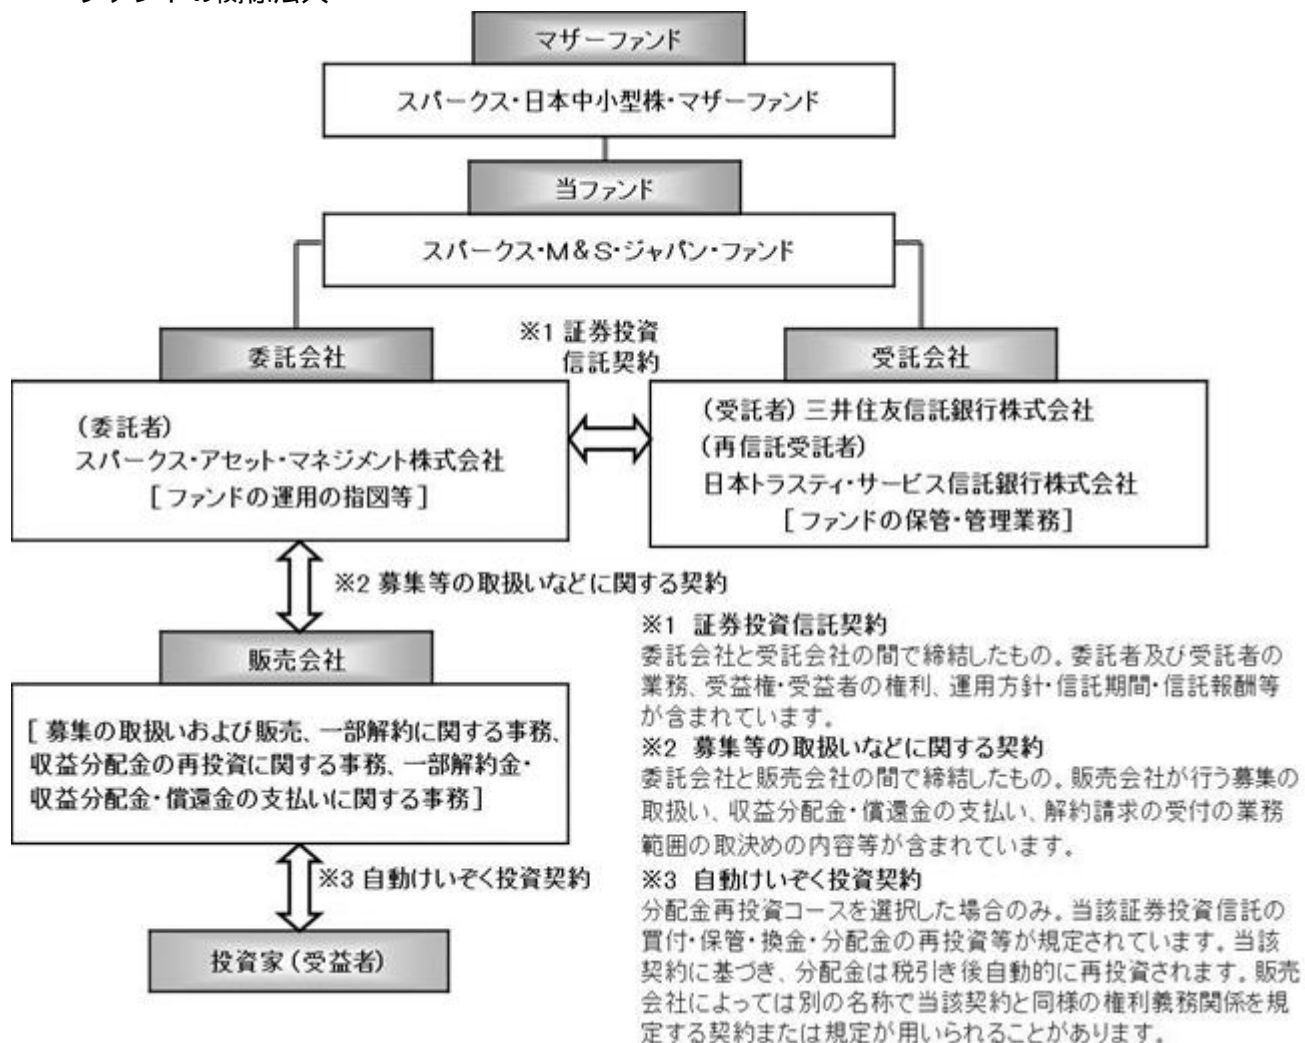 マザーファンド
スパークス・日本中小型株・マザーファンド
当ファンド
スパークス・M&S・ジャパン・ファンド
※1 証券投資
信託契約
委託会社
(委託者)
スパークス・アセット・マネジメント株式会社
[ファンドの運用の指図等]
受託会社
(受託者) 三井住友信託銀行株式会社
(再信託受託者)
日本トラスティ・サービス信託銀行株式会社
[ファンドの保管・管理業務]
※2 募集等の取扱いなどに関する契約
販売会社
[募集の取扱いおよび販売、一部解約に関する事務、
収益分配金の再投資に関する事務、一部解約金・
収益分配金・償還金の支払いに関する事務]
※3 自動けいぞく投資契約
投資家(受益者)
※1 証券投資信託契約
委託会社と受託会社の間で締結したもの。委託者及び受託者の
業務、受益権・受益者の権利、運用方針・信託期間・信託報酬等
が含まれています。
※2 募集等の取扱いなどに関する契約
委託会社と販売会社の間で締結したもの。販売会社が行う募集の
取扱い、収益分配金・償還金の支払い、解約請求の受付の業務
範囲の取決めの内容等が含まれています。
※3 自動けいぞく投資契約
分配金再投資コースを選択した場合のみ。当該証券投資信託の
買付・保管・換金・分配金の再投資等が規定されています。当該
契約に基づき、分配金は税引き後自動的に再投資されます。販売
会社によっては別の名称で当該契約と同様の権利義務関係を規
定する契約または規定が用いられることがあります。